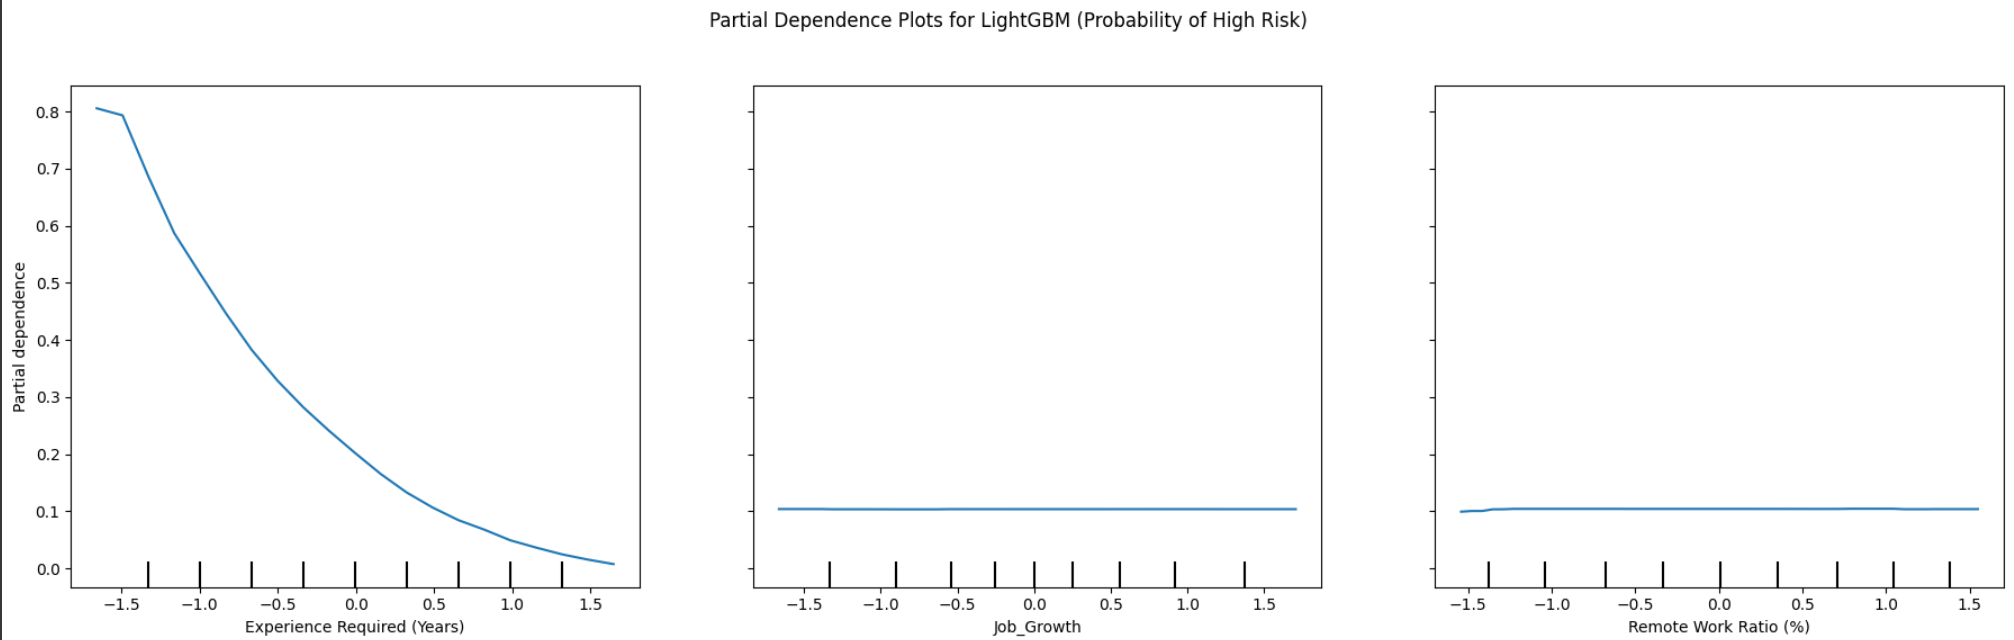 Partial Dependence Plots for LightGBM (Probability of High Risk)
Partial dependence
0.8
0.7
0.6
0.5
0.4
0.3
0.2
0.1
0.0
−1.5 −1.0 −0.5 0.0 0.5 1.0 1.5
Experience Required (Years)
−1.5 −1.0 −0.5 0.0 0.5 1.0 1.5
Job_Growth
−1.5 −1.0 −0.5 0.0 0.5 1.0 1.5
Remote Work Ratio (%)